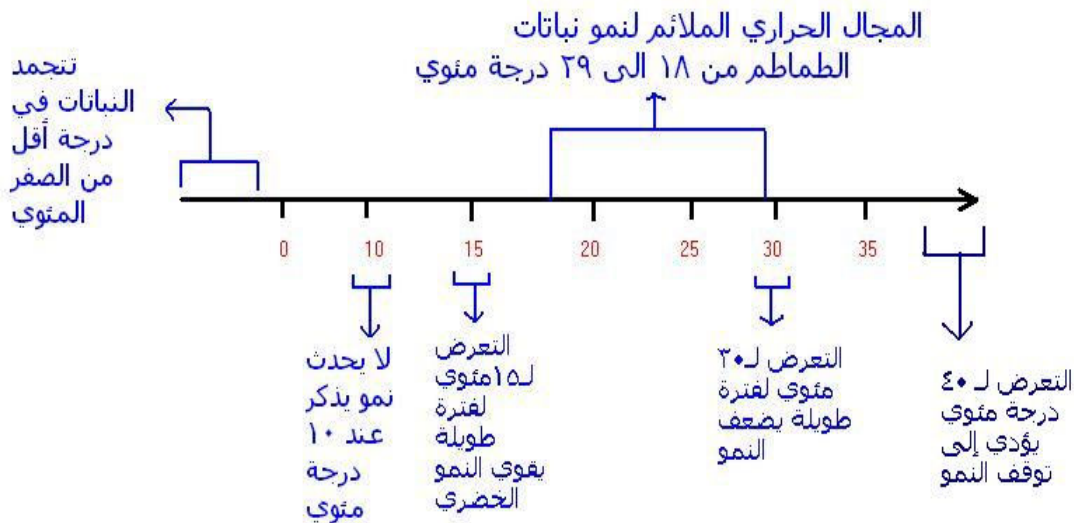 المجال الحراري الملائم لنمو نباتات
الطماطم من ١٨ الى ٢٩ درجة مئوي
تتجمد
النباتات في
درجة أقل
من الصفر
المئوي
0 10 15 20 25 30 35
لا يحدث
نمو يذكر
عند ١٠
درجة
مئوي
التعرض
لـ١٥مئوي
لفترة
طويلة
يقوي النمو
الخضري
التعرض لـ٣٠
مئوي لفترة
طويلة يضعف
النمو
التعرض لـ ٤٠
درجة مئوي
يؤدي إلى
توقف النمو